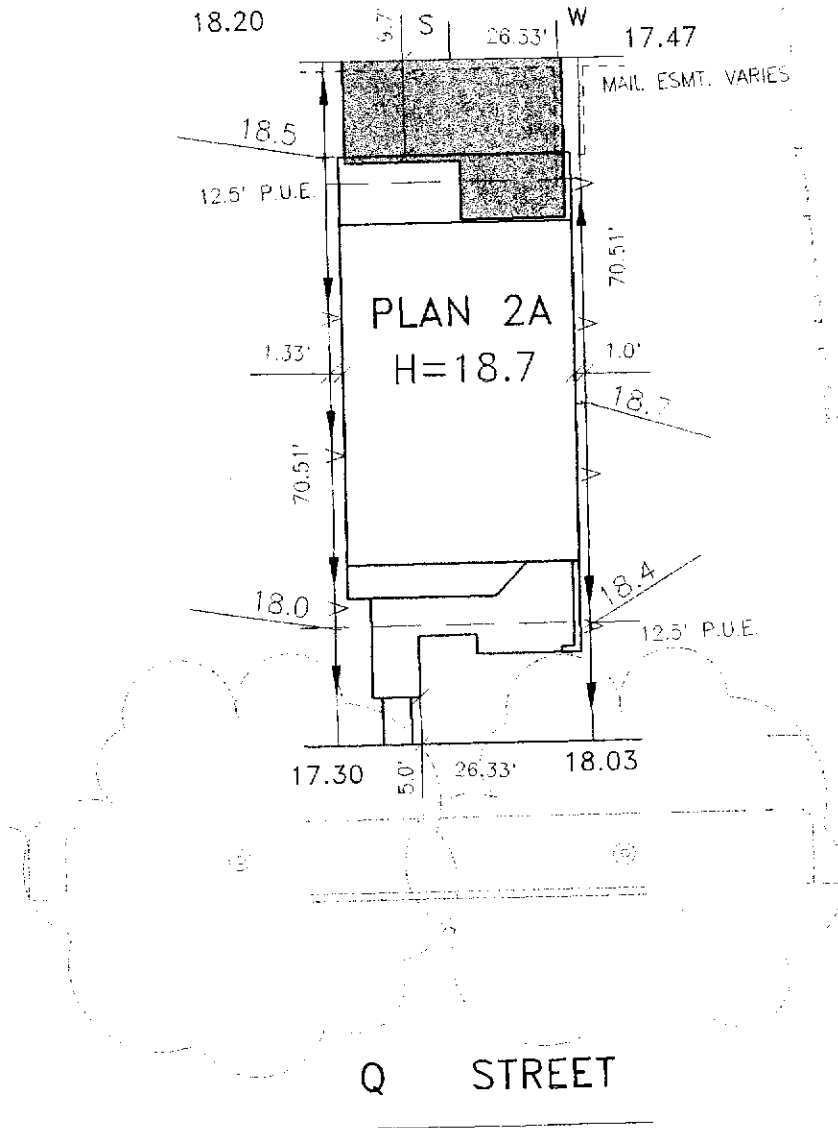 18.20
9.7'
S
26.33'
W
17.47
MAIL ESMT. VARIES
18.5
12.5' P.U.E.
70.51'
PLAN 2A
H=18.7
1.33'
1.0'
18.7
70.51'
18.0
18.4
12.5' P.U.E.
17.30
5.0'
26.33'
18.03
Q STREET